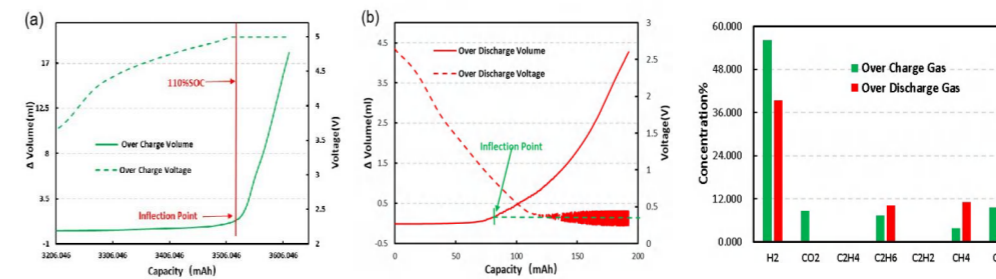 (a)
17
12.5
8
3.5
-1
Δ Volume(ml)
5
4.5
4
3.5
3
2.5
2
Voltage(V)
110%SOC
Over Charge Volume
Over Charge Voltage
Inflection Point
3206.046
3306.046
3406.046
3506.046
3606.046
Capacity (mAh)
(b)
4.5
3.5
2.5
1.5
0.5
-0.5
Δ Volume(ml)
3
2.5
2
1.5
1
0.5
0
Voltage(V)
Over Discharge Volume
Over Discharge Voltage
Inflection Point
0
50
100
150
200
Capacity (mAh)
60.000
48.000
36.000
24.000
12.000
0.000
Concentration%
Over Charge Gas
Over Discharge Gas
H2
CO2
C2H4
C2H6
C2H2
CH4